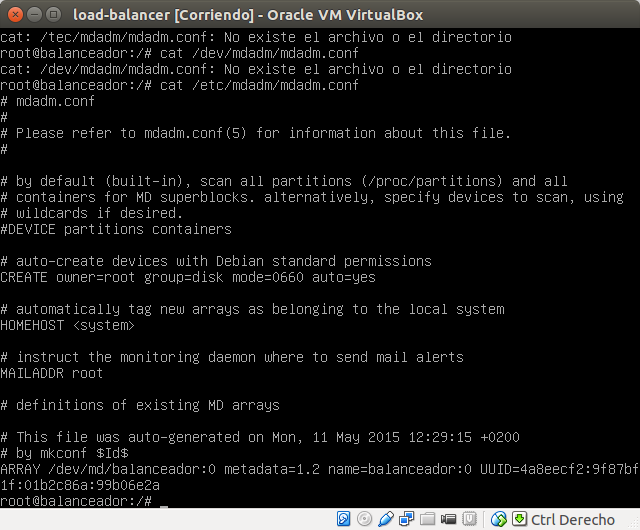 load-balancer [Corriendo] - Oracle VM VirtualBox
cat: /tec/mdadm/mdadm.conf: No existe el archivo o el directorio
root@balanceador:/# cat /dev/mdadm/mdadm.conf
cat: /dev/mdadm/mdadm.conf: No existe el archivo o el directorio
root@balanceador:/# cat /etc/mdadm/mdadm.conf
# mdadm.conf
#
# Please refer to mdadm.conf(5) for information about this file.
#
# by default (built-in), scan all partitions (/proc/partitions) and all
# containers for MD superblocks. alternatively, specify devices to scan, using
# wildcards if desired.
#DEVICE partitions containers
# auto-create devices with Debian standard permissions
CREATE owner=root group=disk mode=0660 auto=yes
# automatically tag new arrays as belonging to the local system
HOMEHOST <system>
# instruct the monitoring daemon where to send mail alerts
MAILADDR root
# definitions of existing MD arrays
# This file was auto-generated on Mon, 11 May 2015 12:29:15 +0200
# by mkconf $Id$
ARRAY /dev/md/balanceador:0 metadata=1.2 name=balanceador:0 UUID=4a8eecf2:9f87bf
1f:01b2c86a:99b06e2a
root@balanceador:/# _
Ctrl Derecho